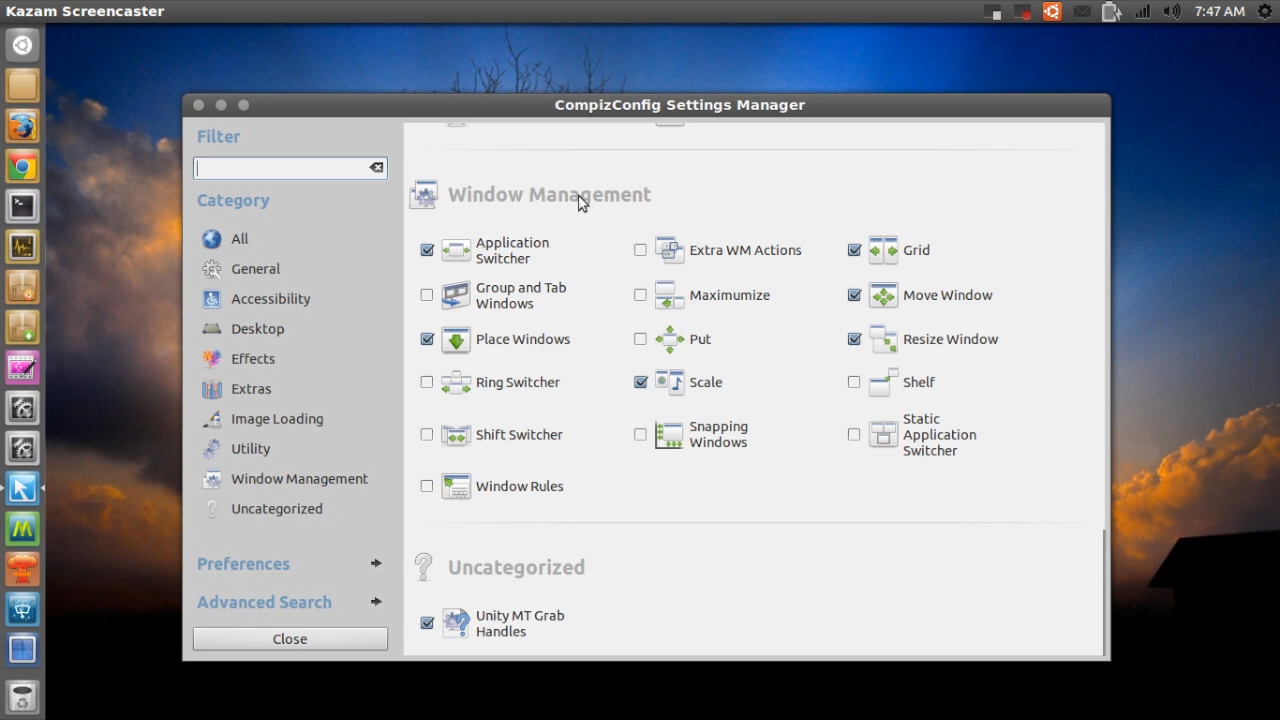 Kazam Screencaster
7:47 AM
CompizConfig Settings Manager
Filter
Category
All
General
Accessibility
Desktop
Effects
Extras
Image Loading
Utility
Window Management
Uncategorized
Preferences
Advanced Search
Close
Window Management
Application
Switcher
Extra WM Actions
Grid
Group and Tab
Windows
Maximumize
Move Window
Place Windows
Put
Resize Window
Ring Switcher
Scale
Shelf
Shift Switcher
Snapping
Windows
Static
Application
Switcher
Window Rules
Uncategorized
Unity MT Grab
Handles